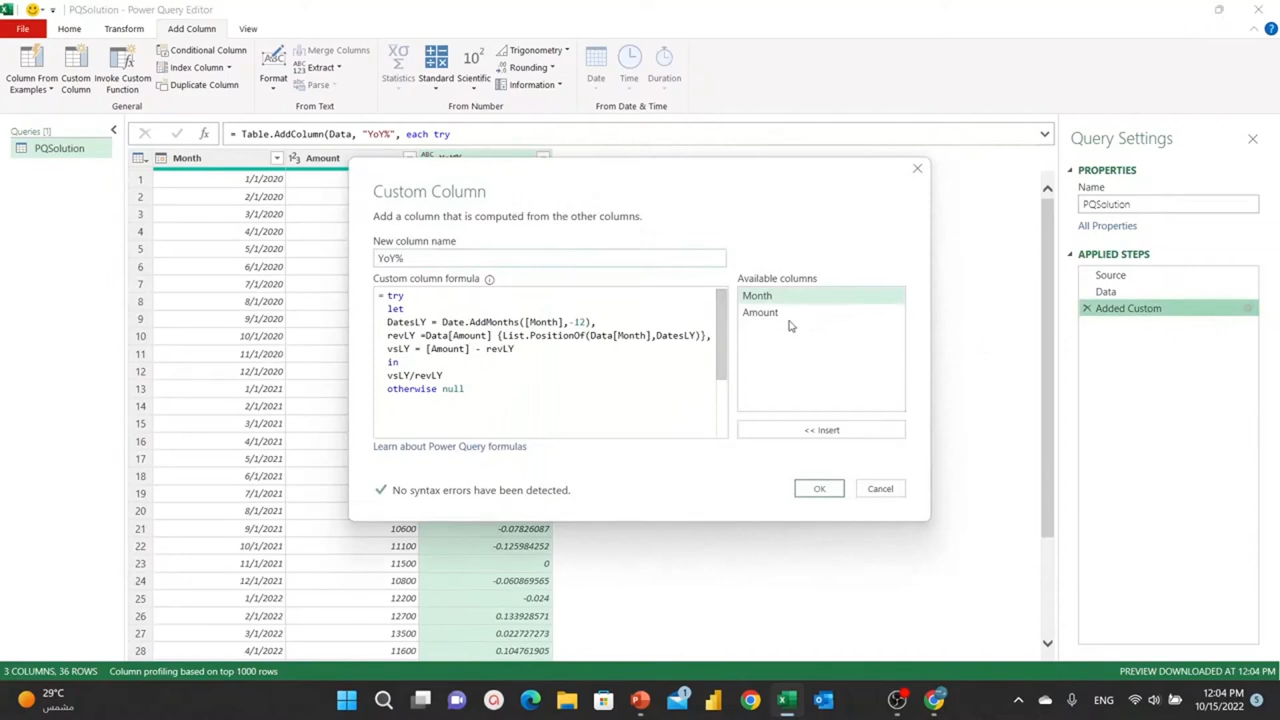 PQSolution - Power Query Editor
File
Home
Transform
Add Column
View
Column From Examples
Custom Column
Invoke Custom Function
Conditional Column
Index Column
Duplicate Column
General
Format
Merge Columns
Extract
Parse
From Text
Statistics
Standard
Scientific
Trigonometry
Rounding
Information
From Number
Date
Time
Duration
From Date & Time
Queries [1]
PQSolution
= Table.AddColumn(Data, "YoY%", each try
Month
Amount
1 1/1/2020
2 2/1/2020
3 3/1/2020
4 4/1/2020
5 5/1/2020
6 6/1/2020
7 7/1/2020
8 8/1/2020
9 9/1/2020
10 10/1/2020
11 11/1/2020
12 12/1/2020
13 1/1/2021
14 2/1/2021
15 3/1/2021
16 4/1/2021
17 5/1/2021
18 6/1/2021
19 7/1/2021
20 8/1/2021
21 9/1/2021 10600 -0.07826087
22 10/1/2021 11100 -0.125984252
23 11/1/2021 11500 0
24 12/1/2021 10800 -0.060869565
25 1/1/2022 12200 -0.024
26 2/1/2022 12700 0.133928571
27 3/1/2022 13500 0.022727273
28 4/1/2022 11600 0.104761905
Custom Column
Add a column that is computed from the other columns.
New column name
YoY%
Custom column formula
= try
let
DatesLY = Date.AddMonths([Month],-12),
revLY =Data[Amount] {List.PositionOf(Data[Month],DatesLY)},
vsLY = [Amount] - revLY
in
vsLY/revLY
otherwise null
Available columns
Month
Amount
<< Insert
Learn about Power Query formulas
No syntax errors have been detected.
OK
Cancel
Query Settings
PROPERTIES
Name
PQSolution
All Properties
APPLIED STEPS
Source
Data
Added Custom
3 COLUMNS, 36 ROWS
Column profiling based on top 1000 rows
PREVIEW DOWNLOADED AT 12:04 PM
29°C
مشمس
ENG
12:04 PM
10/15/2022